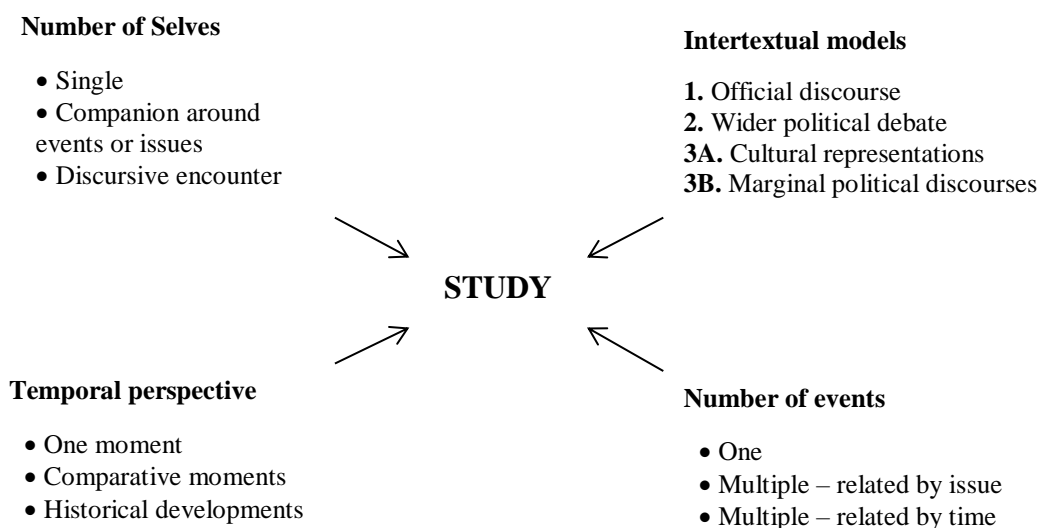 Number of Selves
• Single
• Companion around
events or issues
• Discursive encounter
Intertextual models
1. Official discourse
2. Wider political debate
3A. Cultural representations
3B. Marginal political discourses
STUDY
Temporal perspective
• One moment
• Comparative moments
• Historical developments
Number of events
• One
• Multiple – related by issue
• Multiple – related by time